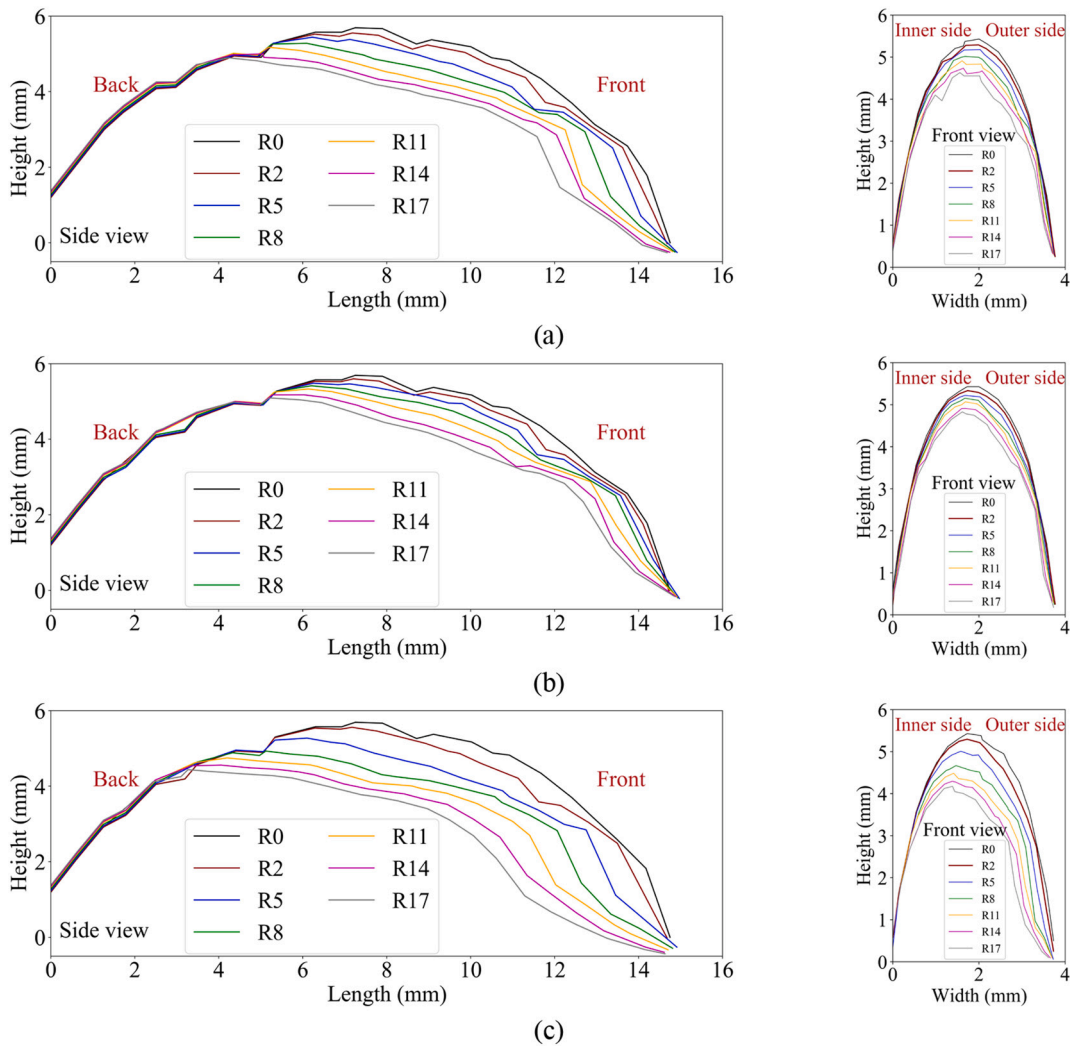 6
4
2
0
Height (mm)
Back
Front
R0
R2
R5
R8
R11
R14
R17
Side view
0 2 4 6 8 10 12 14 16
Length (mm)
6
5
4
3
2
1
0
Height (mm)
Inner side Outer side
Front view
R0
R2
R5
R8
R11
R14
R17
0 2 4
Width (mm)
(a)
6
4
2
0
Height (mm)
Back
Front
R0
R2
R5
R8
R11
R14
R17
Side view
0 2 4 6 8 10 12 14 16
Length (mm)
6
5
4
3
2
1
0
Height (mm)
Inner side Outer side
Front view
R0
R2
R5
R8
R11
R14
R17
0 2 4
Width (mm)
(b)
6
4
2
0
Height (mm)
Back
Front
R0
R2
R5
R8
R11
R14
R17
Side view
0 2 4 6 8 10 12 14 16
Length (mm)
6
5
4
3
2
1
0
Height (mm)
Inner side Outer side
Front view
R0
R2
R5
R8
R11
R14
R17
0 2 4
Width (mm)
(c)